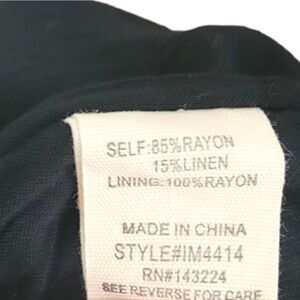 SELF:85%RAYON
15%LINEN
LINING:100%RAYON
MADE IN CHINA
STYLE#IM4414
RN#143224
SEE REVERSE FOR CARE